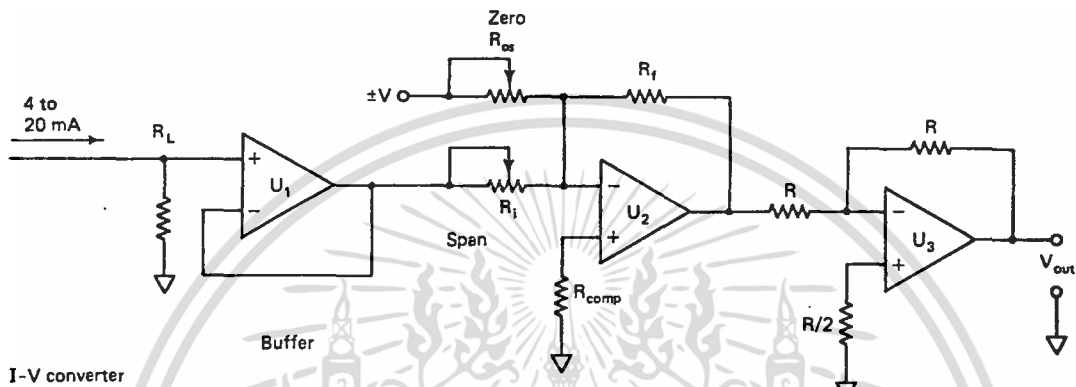 Zero
R_os
±V
R_f
4 to
20 mA
R_L
+
U_1
−
R_i
Span
−
U_2
+
R_comp
Buffer
R
R
−
U_3
+
R/2
V_out
I-V converter